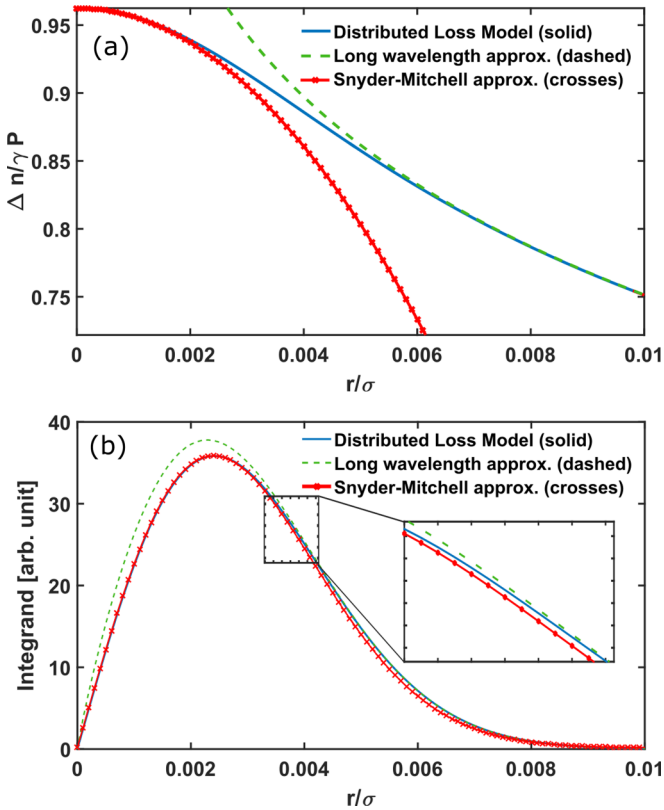 (a)
Distributed Loss Model (solid)
Long wavelength approx. (dashed)
Snyder-Mitchell approx. (crosses)
Δ n/γ P
0.95
0.9
0.85
0.8
0.75
0 0.002 0.004 0.006 0.008 0.01
r/σ
(b)
Distributed Loss Model (solid)
Long wavelength approx. (dashed)
Snyder-Mitchell approx. (crosses)
Integrand [arb. unit]
40
30
20
10
0
0 0.002 0.004 0.006 0.008 0.01
r/σ